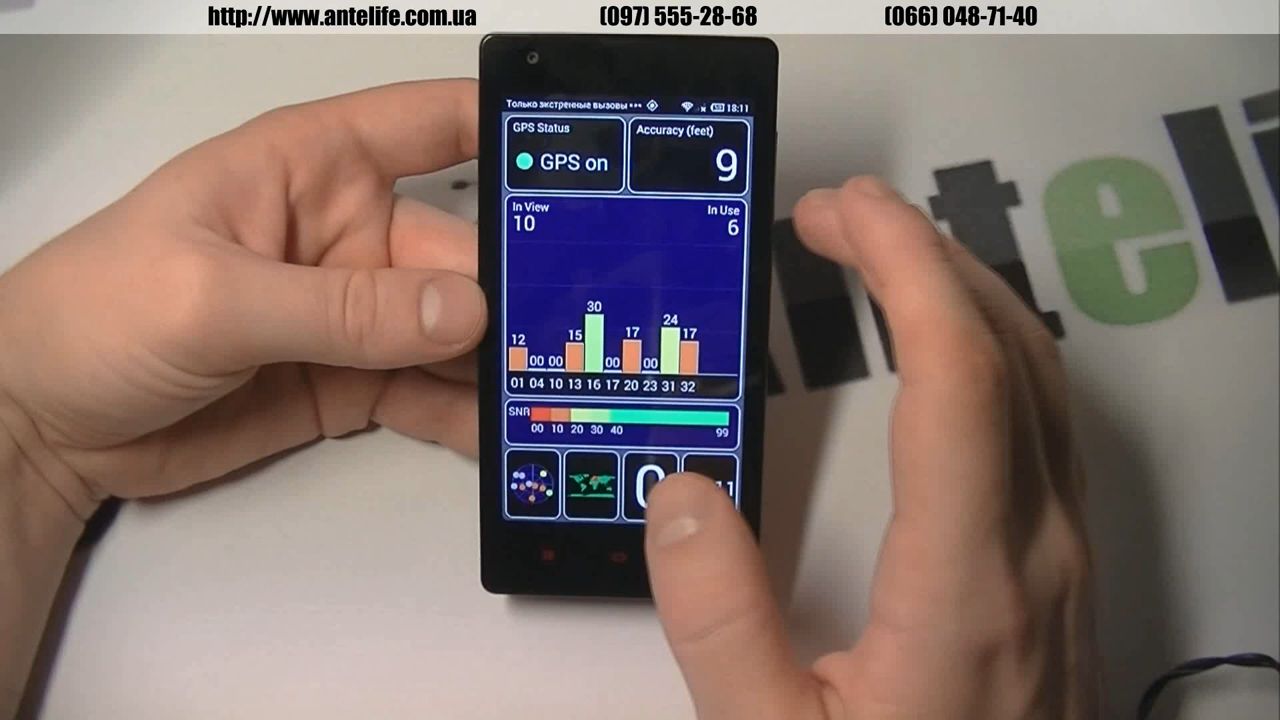 http://www.antelife.com.ua (097) 555-28-68 (066) 048-71-40
Только экстренные вызовы ••• 18:11
GPS Status
GPS on
Accuracy (feet)
9
In View
10
In Use
6
12 00 00 15 30 00 17 00 24 17
01 04 10 13 16 17 20 23 31 32
SNR
00 10 20 30 40 99
0